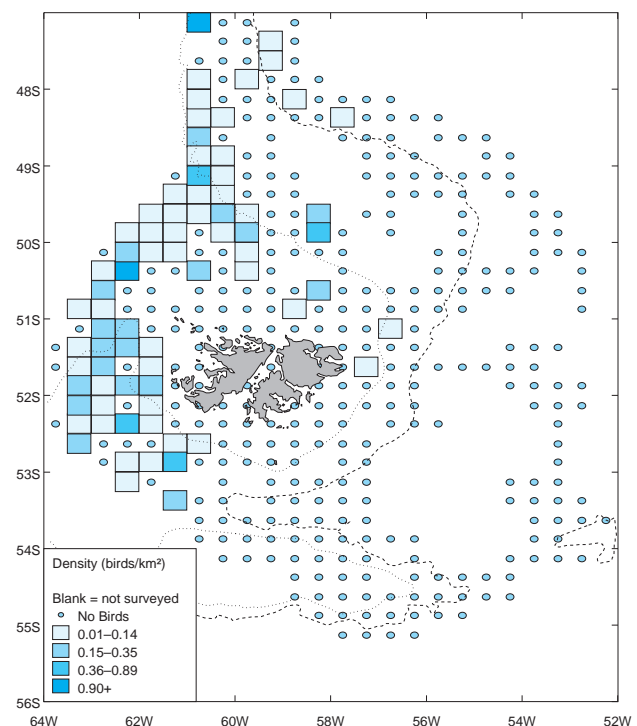 48S
49S
50S
51S
52S
53S
54S
55S
56S
Density (birds/km²)
Blank = not surveyed
No Birds
0.01–0.14
0.15–0.35
0.36–0.89
0.90+
64W 62W 60W 58W 56W 54W 52W